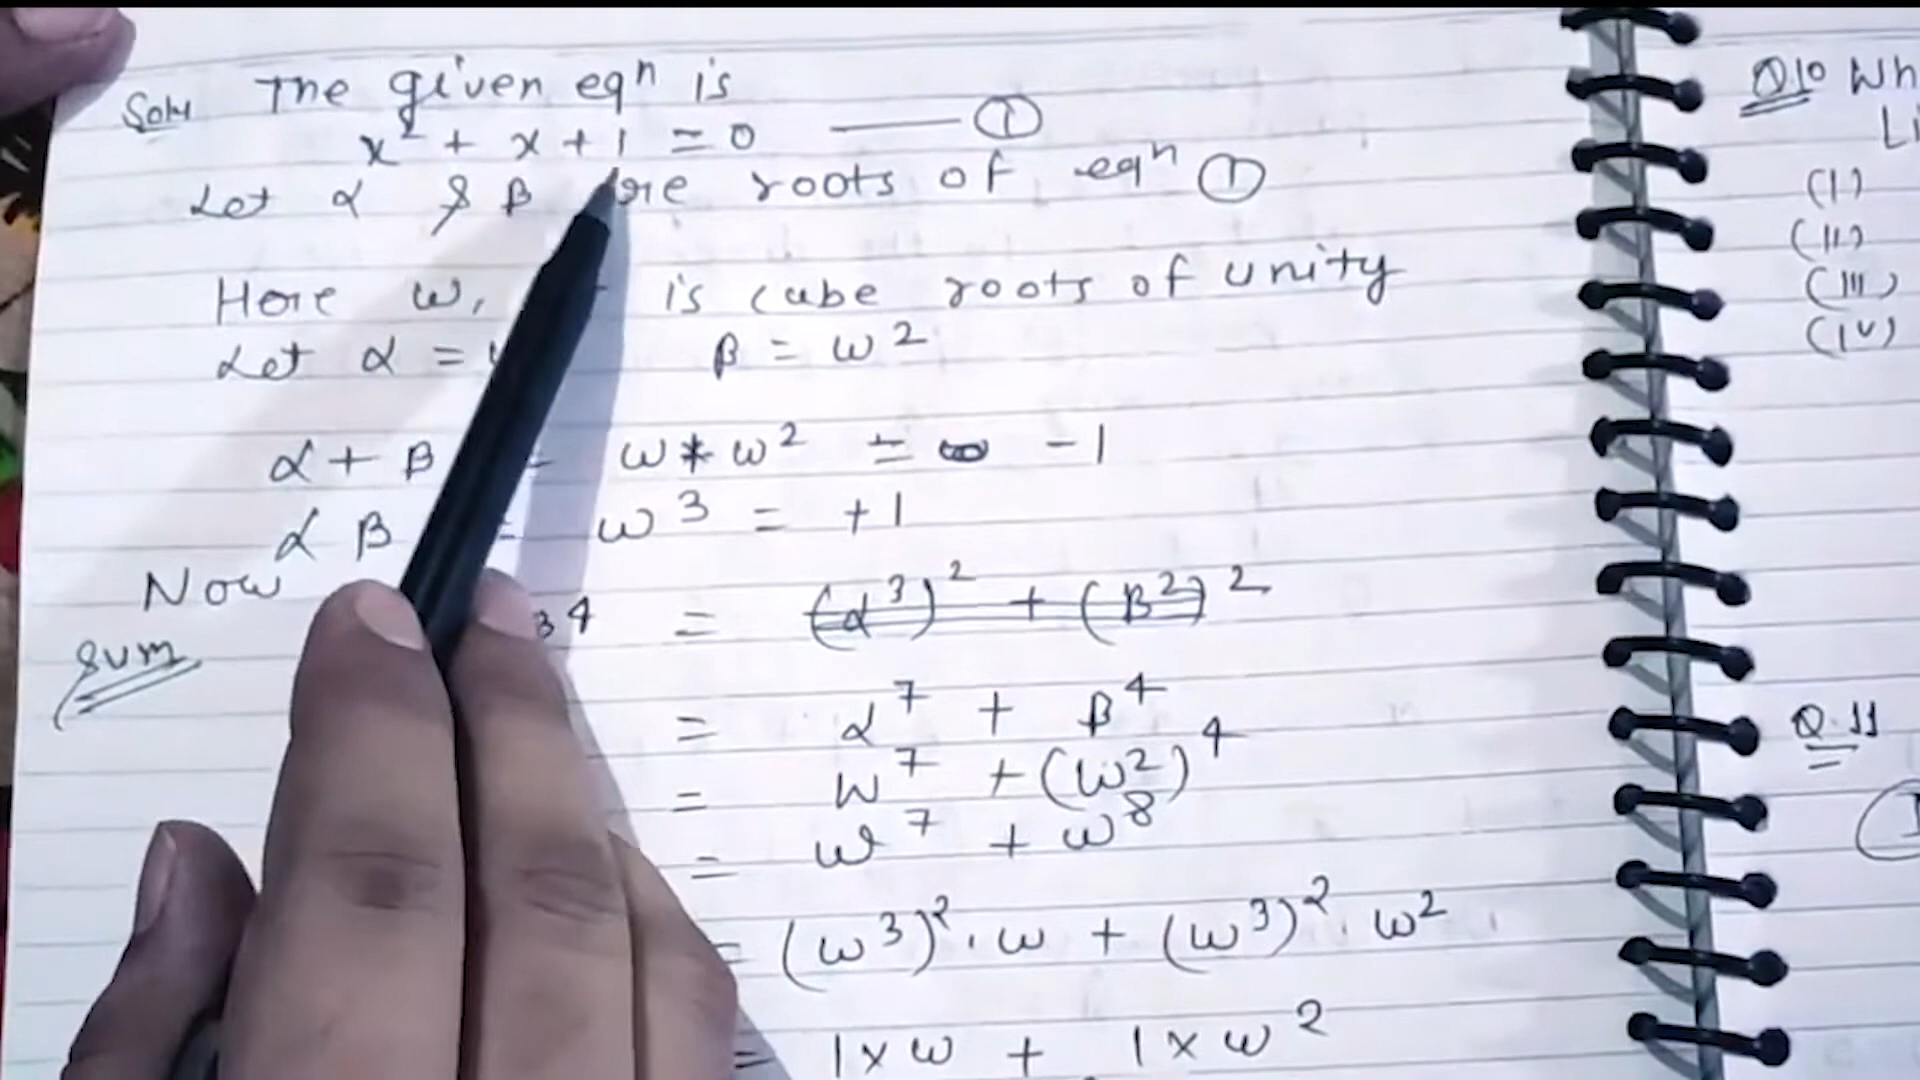 Soln The given eqn is
x² + x + 1 = 0 —— ①
Let α & β are roots of eqn ①
Here ω, is cube roots of unity
Let α = β = ω²
α + β = ω * ω² = -1
α β = ω³ = +1
Now
Sum 4 = (α³)² + (β²)²
= α⁷ + β⁴
= ω⁷ + (ω²)⁴
= ω⁷ + ω⁸
= (ω³)² . ω + (ω³)² . ω²
= 1 x ω + 1 x ω²
Q10 Wh
Li
(I)
(II)
(III)
(IV)
Q.11